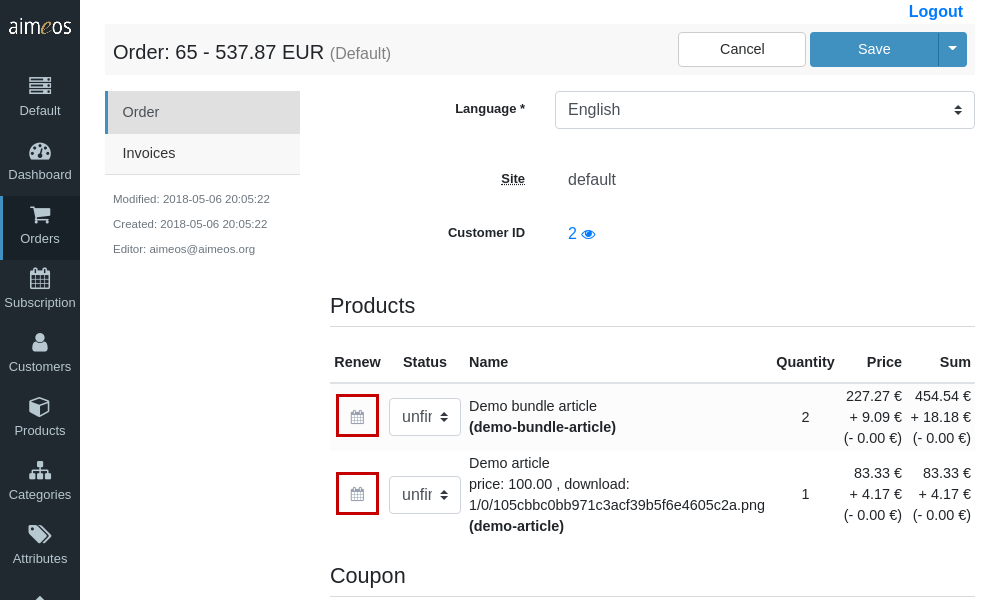 Logout
aimeos
Order: 65 - 537.87 EUR (Default)
Cancel
Save
Default
Dashboard
Orders
Subscription
Customers
Products
Categories
Attributes
Order
Invoices
Modified: 2018-05-06 20:05:22
Created: 2018-05-06 20:05:22
Editor: aimeos@aimeos.org
Language *
English
Site
default
Customer ID
2
Products
Renew Status Name Quantity Price Sum
unfir
Demo bundle article
(demo-bundle-article)
2
227.27 € 454.54 €
+ 9.09 € + 18.18 €
(- 0.00 €) (- 0.00 €)
unfir
Demo article
price: 100.00 , download:
1/0/105cbbc0bb971c3acf39b5f6e4605c2a.png
(demo-article)
1
83.33 € 83.33 €
+ 4.17 € + 4.17 €
(- 0.00 €) (- 0.00 €)
Coupon